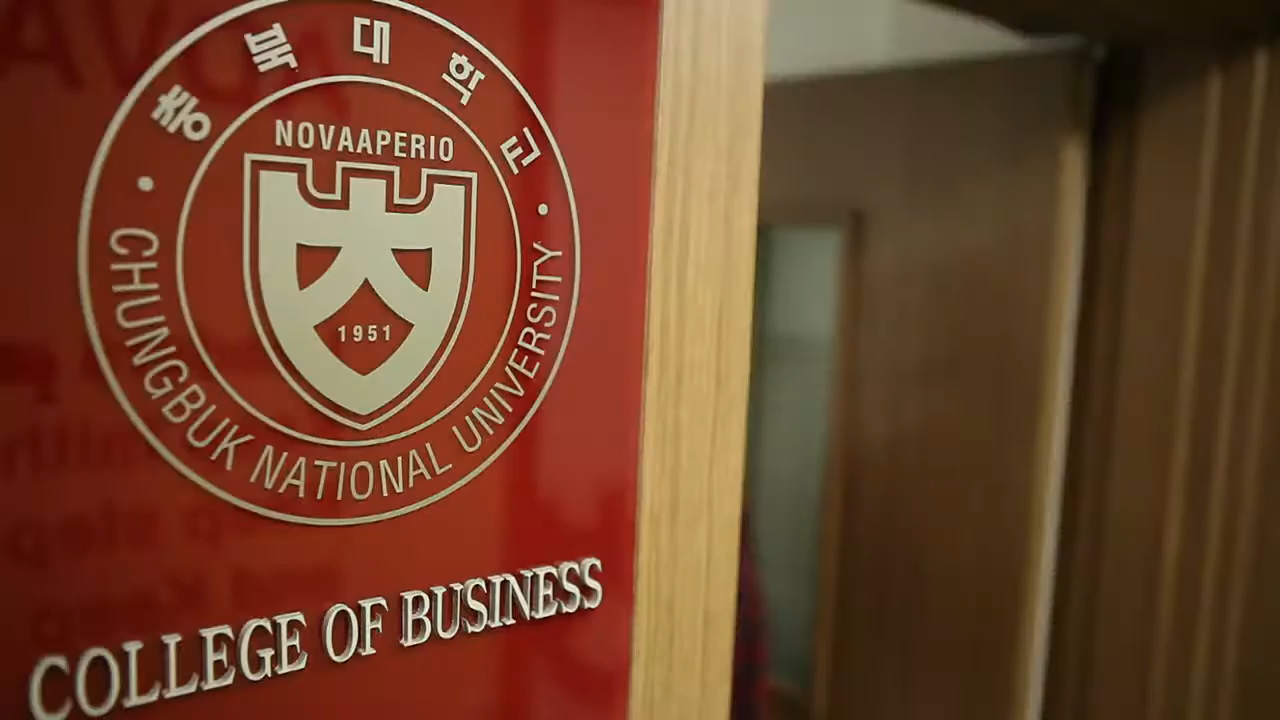 충북대학교
NOVAAPERIO
1951
CHUNGBUK NATIONAL UNIVERSITY
COLLEGE OF BUSINESS